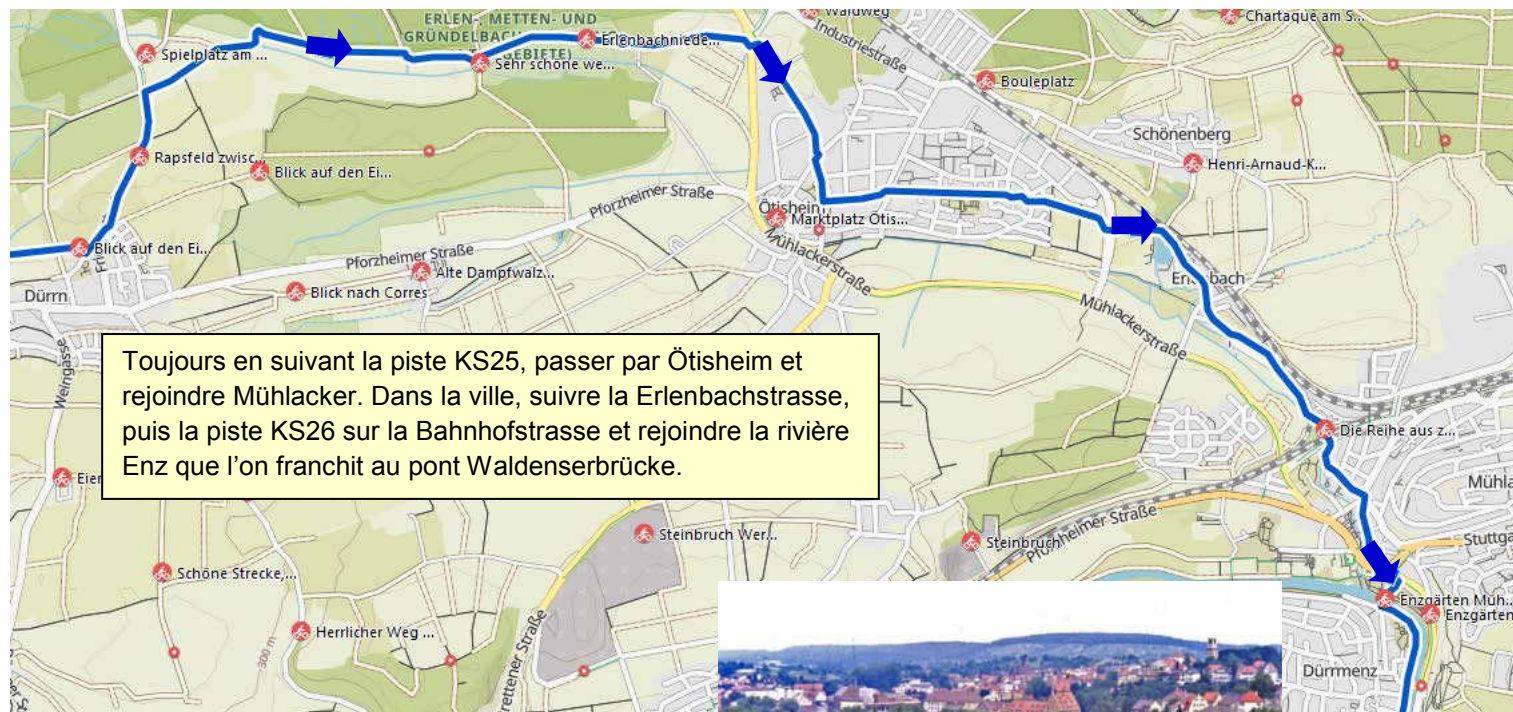 ERLEN-, METTEN- UND
GRÜNDELBACH
GEBIETE)
Waldweg
Industriestraße
Chartaque am S...
Spielplatz am ...
Erlenbachniede...
Sehr schöne we...
Bouleplatz
Schönenberg
Henri-Arnaud-K...
Rapsfeld zwisc...
Blick auf den Ei...
Pforzheimer Straße
Ötisheim
Marktplatz Ötis...
Mühlackerstraße
Blick auf den Ei...
Pforzheimer Straße
Alte Dampfwalz...
Blick nach Corres
Dürrn
Weingasse
Mühlackerstraße
Toujours en suivant la piste KS25, passer par Ötisheim et
rejoindre Mühlacker. Dans la ville, suivre la Erlenbachstrasse,
puis la piste KS26 sur la Bahnhofstrasse et rejoindre la rivière
Enz que l’on franchit au pont Waldenserbrücke.
Die Reihe aus z...
Mühla
Eier
Steinbruch Wer...
Steinbruch
Pforzheimer Straße
Stuttga
Schöne Strecke,...
Enzgärten Müh...
Enzgärten
Herrlicher Weg ...
300 m
rettener Straße
Dürrmenz